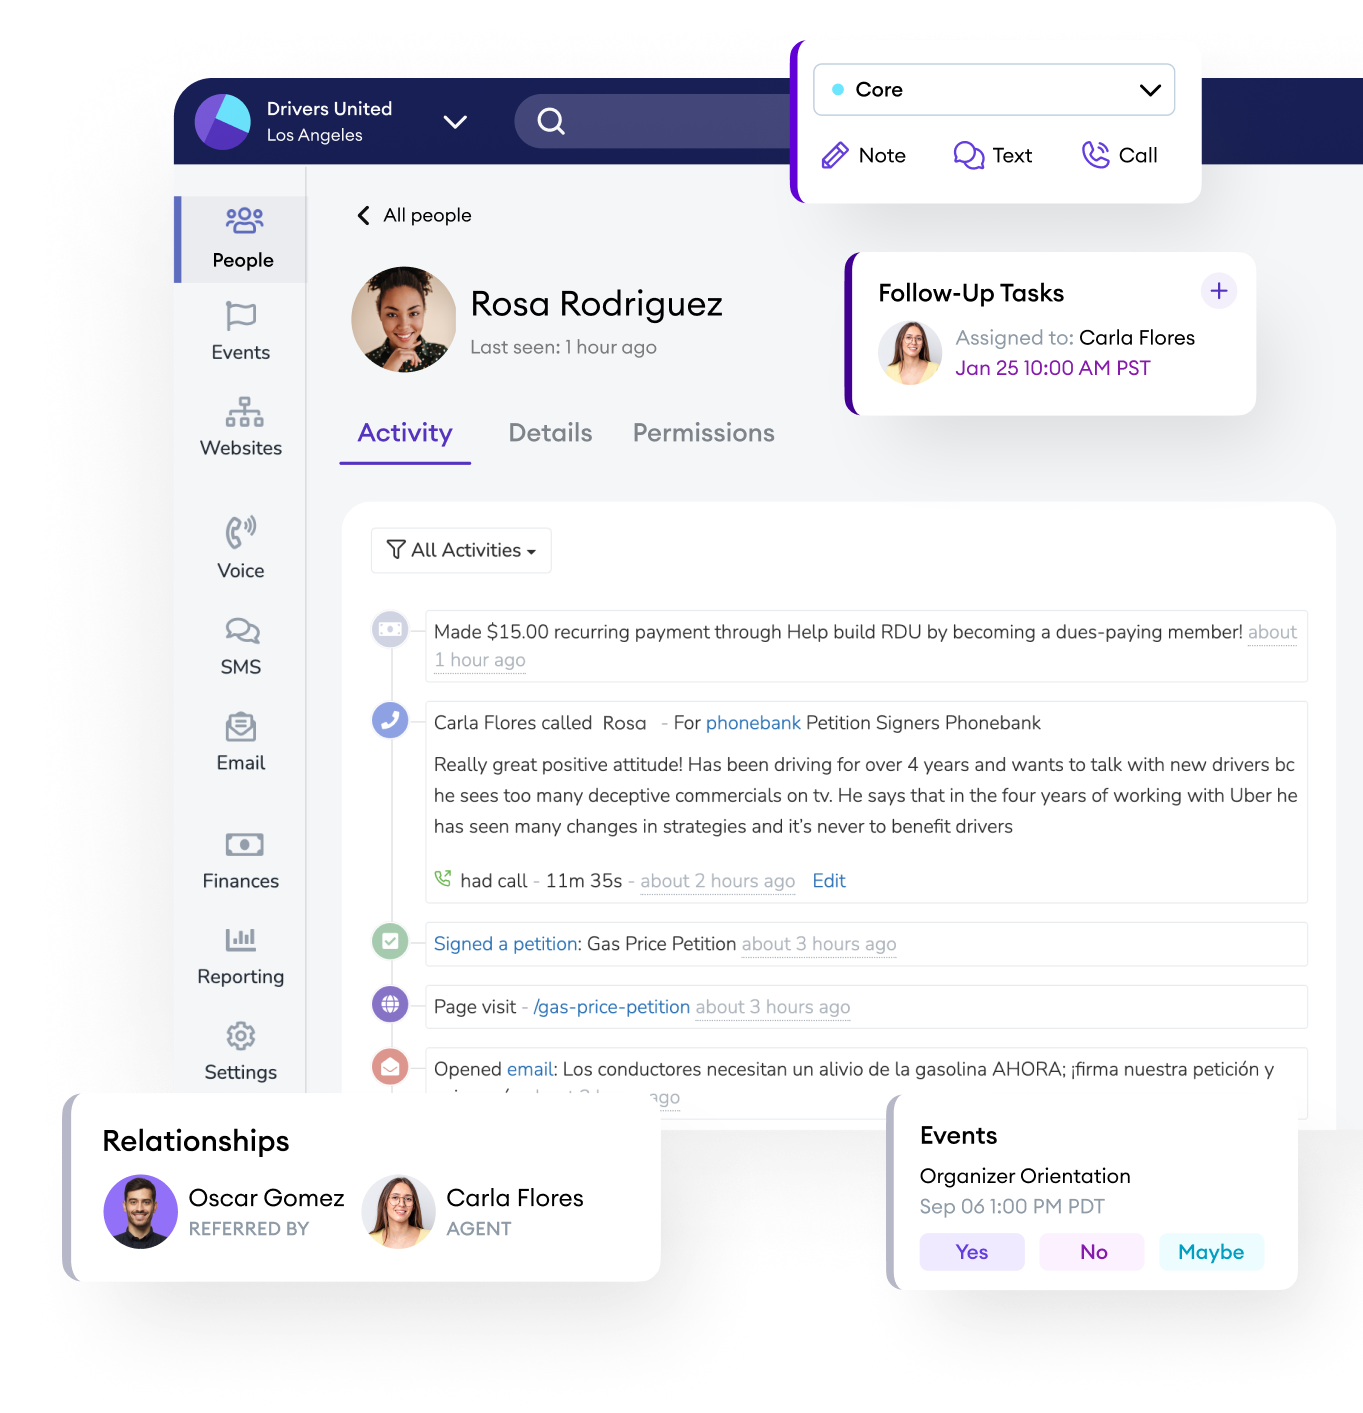 Drivers United
Los Angeles
Core
Note
Text
Call
People
Events
Websites
Voice
SMS
Email
Finances
Reporting
Settings
All people
Rosa Rodriguez
Last seen: 1 hour ago
Follow-Up Tasks
Assigned to: Carla Flores
Jan 25 10:00 AM PST
Activity
Details
Permissions
All Activities
Made $15.00 recurring payment through Help build RDU by becoming a dues-paying member! about
1 hour ago
Carla Flores called Rosa - For phonebank Petition Signers Phonebank
Really great positive attitude! Has been driving for over 4 years and wants to talk with new drivers bc
he sees too many deceptive commercials on tv. He says that in the four years of working with Uber he
has seen many changes in strategies and it's never to benefit drivers
had call - 11m 35s - about 2 hours ago Edit
Signed a petition: Gas Price Petition about 3 hours ago
Page visit - /gas-price-petition about 3 hours ago
Opened email: Los conductores necesitan un alivio de la gasolina AHORA; ¡firma nuestra petición y
ago
Relationships
Oscar Gomez
REFERRED BY
Carla Flores
AGENT
Events
Organizer Orientation
Sep 06 1:00 PM PDT
Yes
No
Maybe